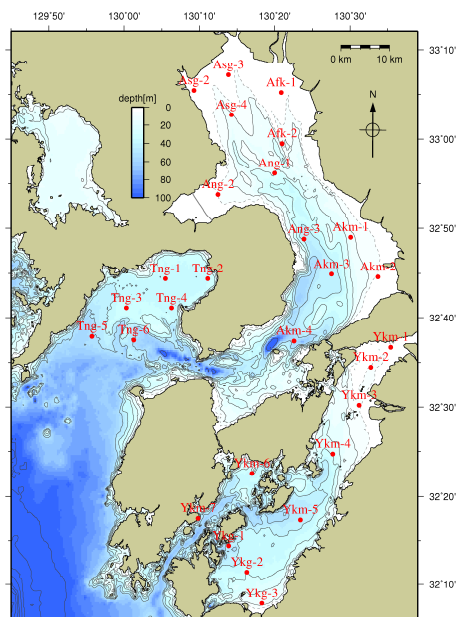 129°50' 130°00' 130°10' 130°20' 130°30'
33°10'
33°00'
32°50'
32°40'
32°30'
32°20'
32°10'
0 km 10 km
N
depth[m]
0
20
40
60
80
100
Asg-3
Asg-2
Afk-1
Asg-4
Afk-2
Ang-1
Ang-2
Ang-3
Akm-1
Akm-3
Akm-2
Tng-1
Tng-2
Tng-3
Tng-4
Tng-5
Tng-6
Akm-4
Ykm-1
Ykm-2
Ykm-3
Ykm-4
Ykm-6
Ykm-7
Ykm-5
Ykg-1
Ykg-2
Ykg-3